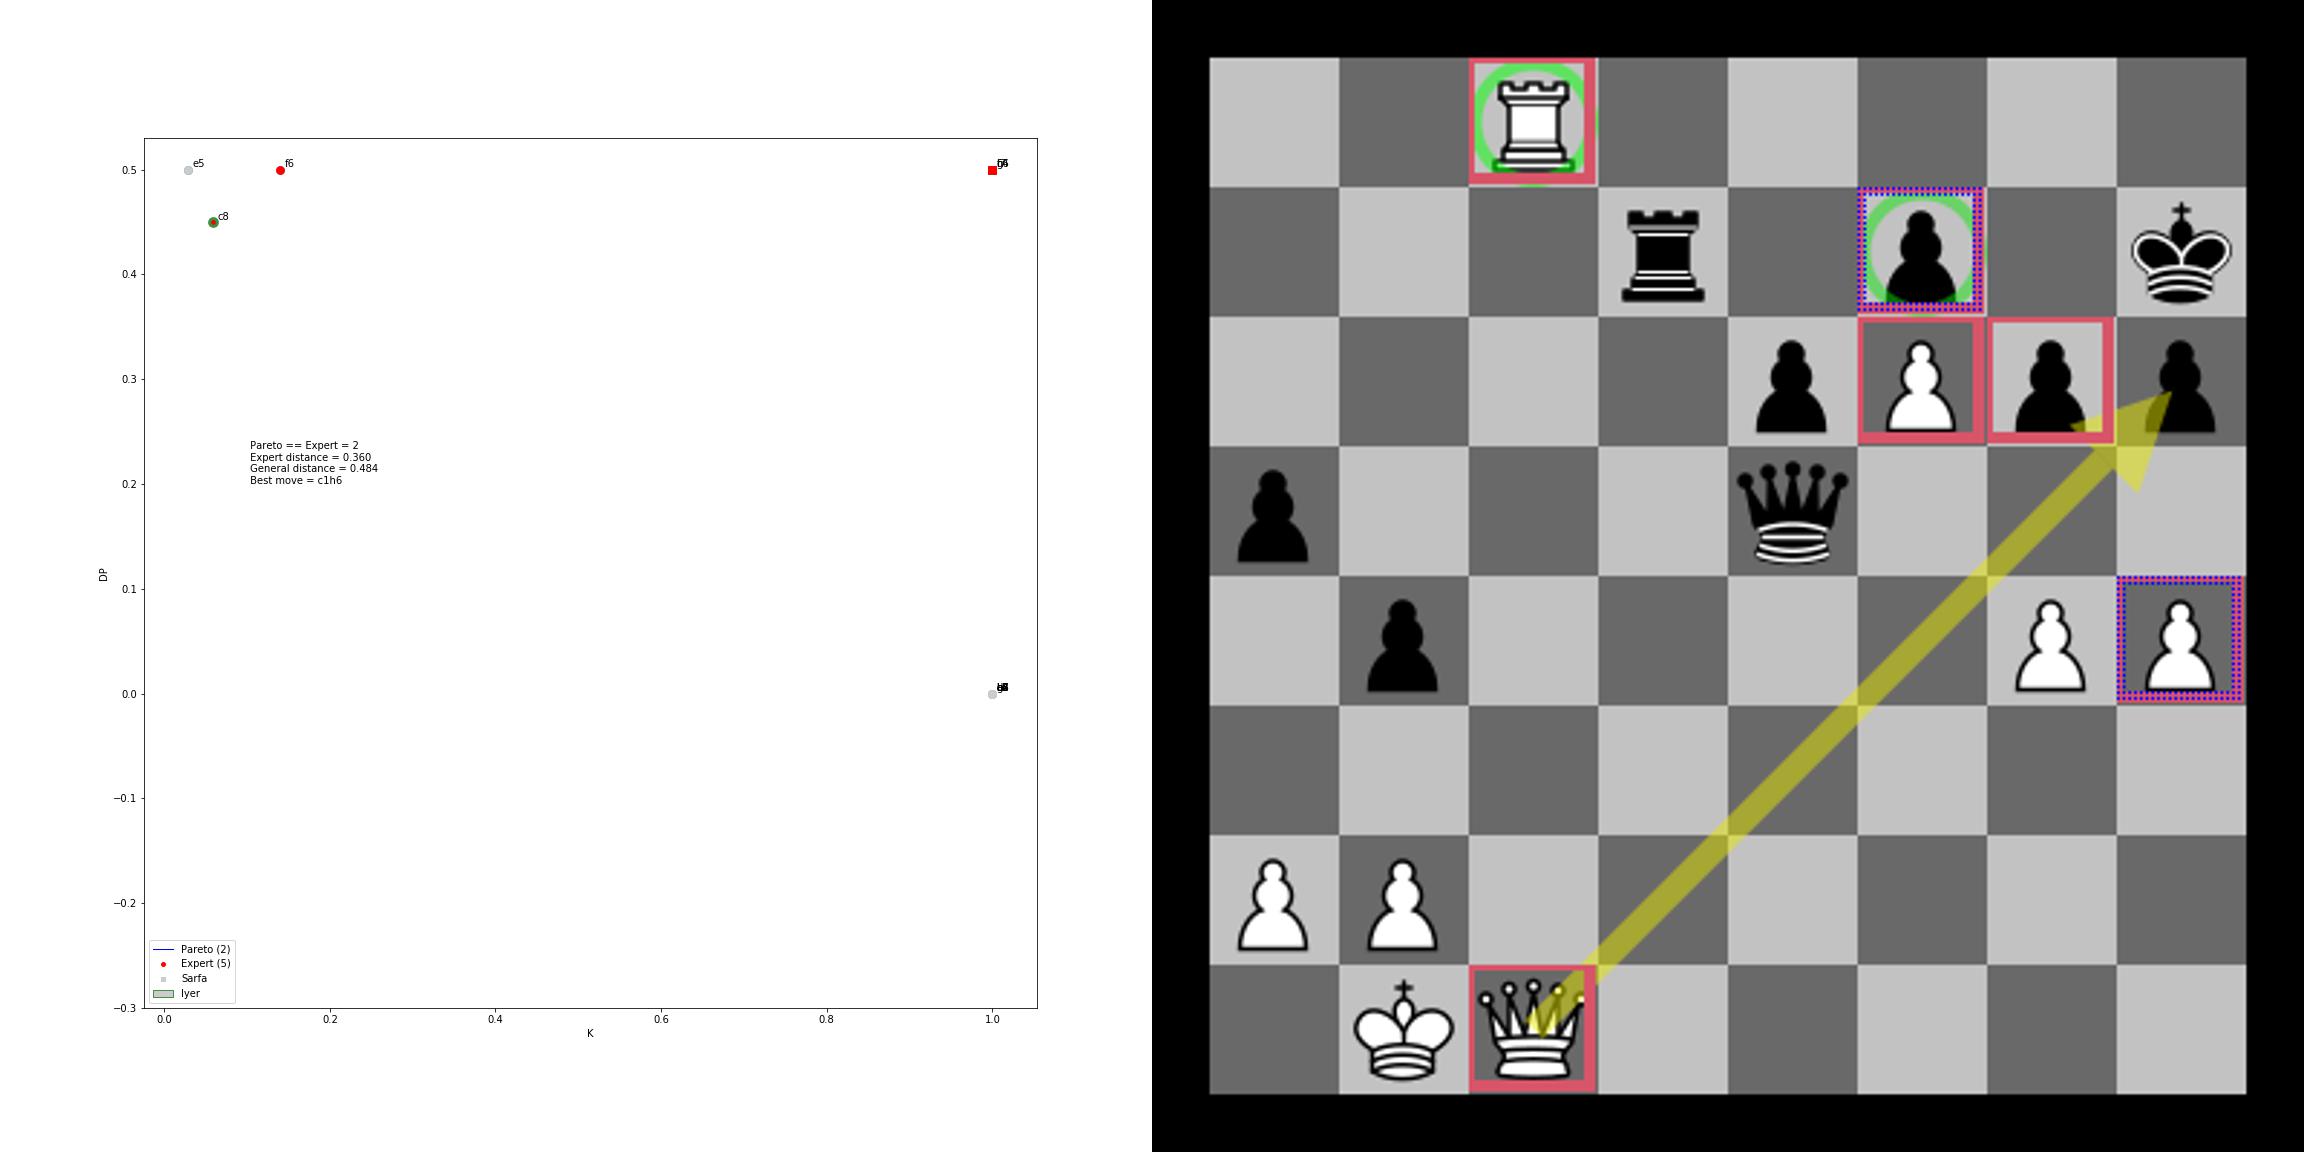 0.5
e5
f6
c8
0.4
0.3
Pareto == Expert = 2
Expert distance = 0.360
General distance = 0.484
Best move = c1h6
0.2
0.1
DP
0.0
−0.1
−0.2
Pareto (2)
Expert (5)
Sarfa
Iyer
−0.3
0.0 0.2 0.4 0.6 0.8 1.0
K